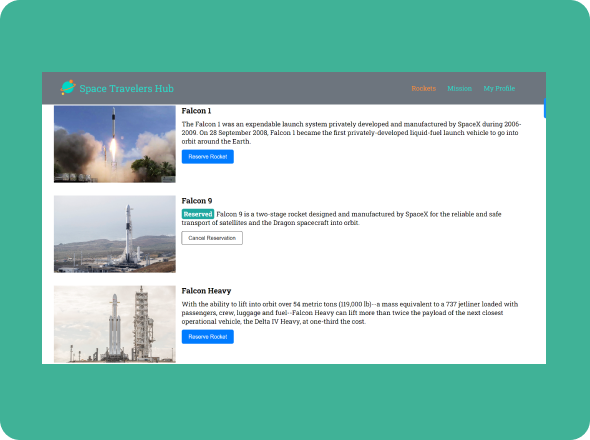 Space Travelers Hub
Rockets Mission My Profile
Falcon 1
The Falcon 1 was an expendable launch system privately developed and manufactured by SpaceX during 2006-
2009. On 28 September 2008, Falcon 1 became the first privately-developed liquid-fuel launch vehicle to go into
orbit around the Earth.
Reserve Rocket
Falcon 9
Reserved Falcon 9 is a two-stage rocket designed and manufactured by SpaceX for the reliable and safe
transport of satellites and the Dragon spacecraft into orbit.
Cancel Reservation
Falcon Heavy
With the ability to lift into orbit over 54 metric tons (119,000 lb)--a mass equivalent to a 737 jetliner loaded with
passengers, crew, luggage and fuel--Falcon Heavy can lift more than twice the payload of the next closest
operational vehicle, the Delta IV Heavy, at one-third the cost.
Reserve Rocket